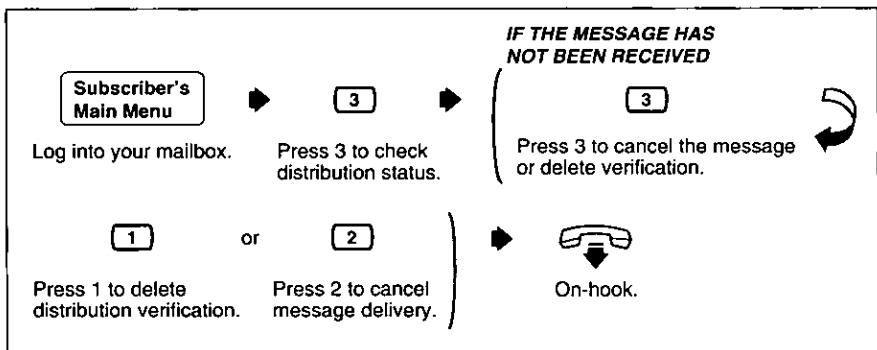 IF THE MESSAGE HAS
NOT BEEN RECEIVED
Subscriber's
Main Menu
3
3
Log into your mailbox.
Press 3 to check
distribution status.
Press 3 to cancel the message
or delete verification.
1
or
2
Press 1 to delete
distribution verification.
Press 2 to cancel
message delivery.
On-hook.